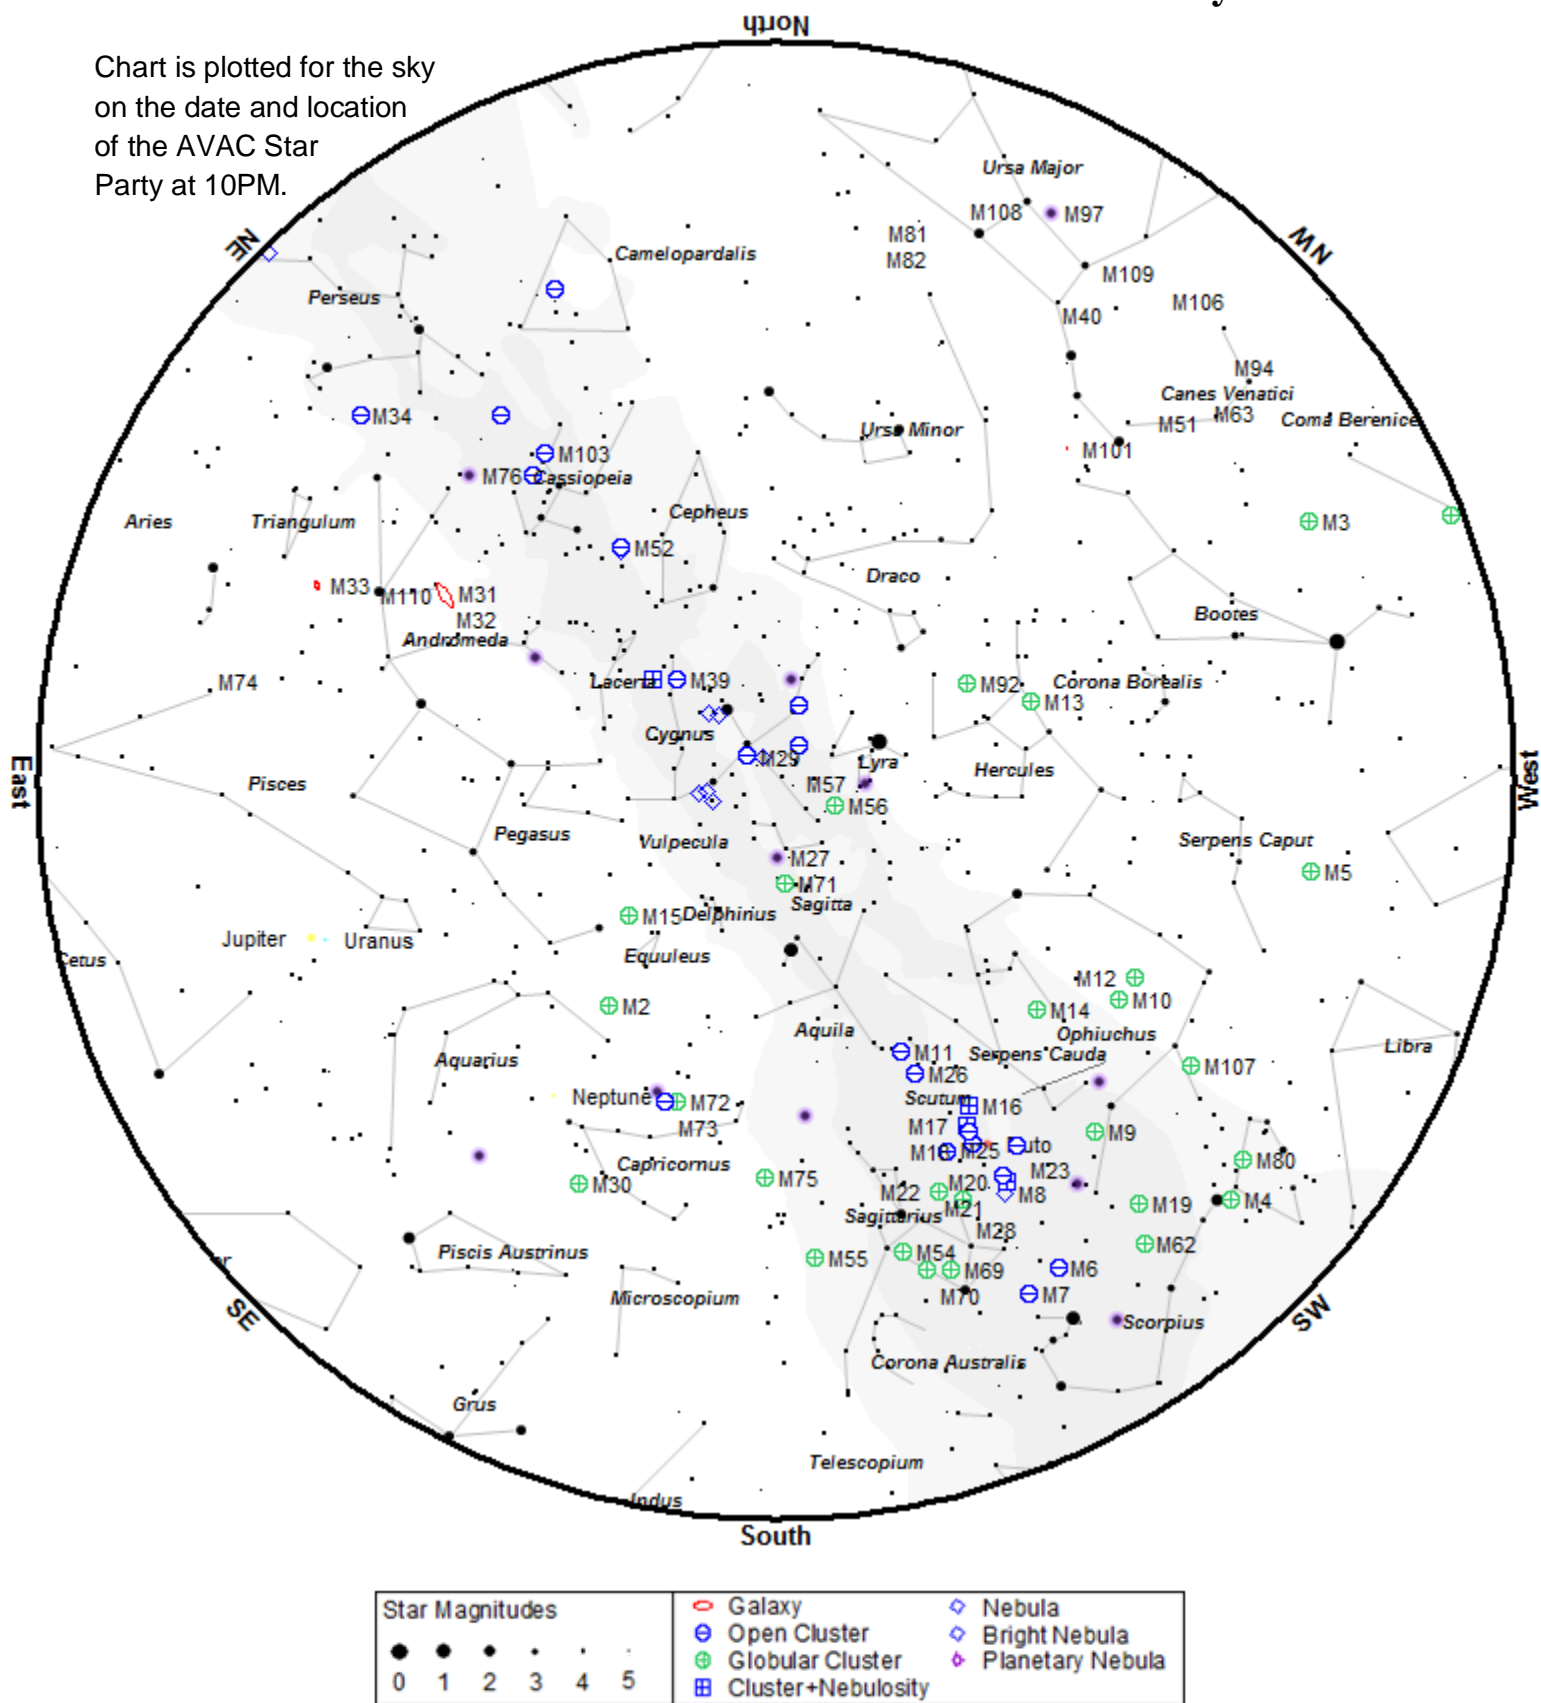 North
Chart is plotted for the sky
on the date and location
of the AVAC Star
Party at 10PM.
Ursa Major
M108
M97
M81
M82
NE
NW
Camelopardalis
M109
Perseus
M106
M40
M94
Canes Venatici
M34
M63
M51
Coma Berenice
Ursa Minor
M103
M101
M76
Cassiopeia
Cepheus
Aries
Triangulum
M3
M52
Draco
M33
M110
M31
M32
Bootes
Andromeda
M74
Lacerta
M39
M92
Corona Borealis
M13
Cygnus
M29
Lyra
Hercules
East
West
Pisces
M57
M56
Pegasus
Vulpecula
Serpens Caput
M27
M5
M71
Sagitta
M15
Delphinus
Jupiter
Uranus
Equuleus
Cetus
M12
M10
M2
M14
Aquila
Ophiuchus
Libra
M11
Serpens Cauda
Aquarius
M107
M26
Neptune
M72
Scutum
M16
M73
M17
M9
M18
M25
Capricornus
M23
M80
M30
M75
M20
M22
M8
M21
M19
M4
Sagittarius
M28
M62
Piscis Austrinus
M55
M54
M6
M69
M7
Microscopium
M70
SE
SW
Scorpius
Corona Australis
Grus
Telescopium
Indus
South
Star Magnitudes
0 1 2 3 4 5
Galaxy
Open Cluster
Globular Cluster
Cluster+Nebulosity
Nebula
Bright Nebula
Planetary Nebula